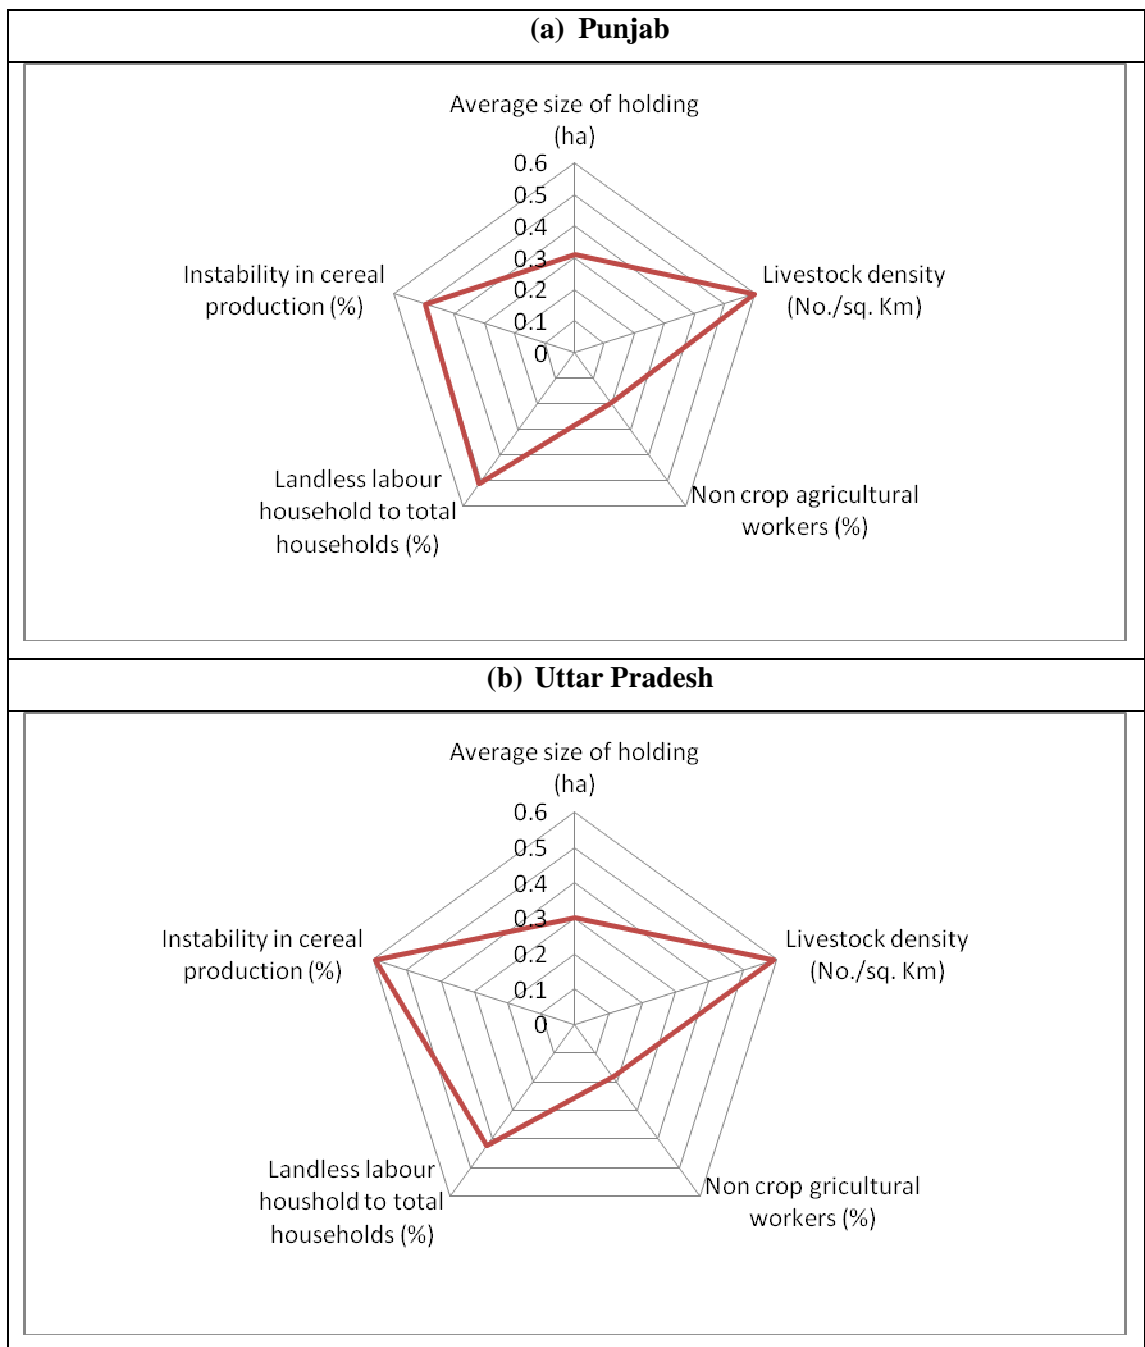 (a) Punjab
Average size of holding
(ha)
0.6
0.5
0.4
0.3
0.2
0.1
0
Livestock density
(No./sq. Km)
Non crop agricultural
workers (%)
Landless labour
household to total
households (%)
Instability in cereal
production (%)
(b) Uttar Pradesh
Average size of holding
(ha)
0.6
0.5
0.4
0.3
0.2
0.1
0
Livestock density
(No./sq. Km)
Non crop gricultural
workers (%)
Landless labour
houshold to total
households (%)
Instability in cereal
production (%)